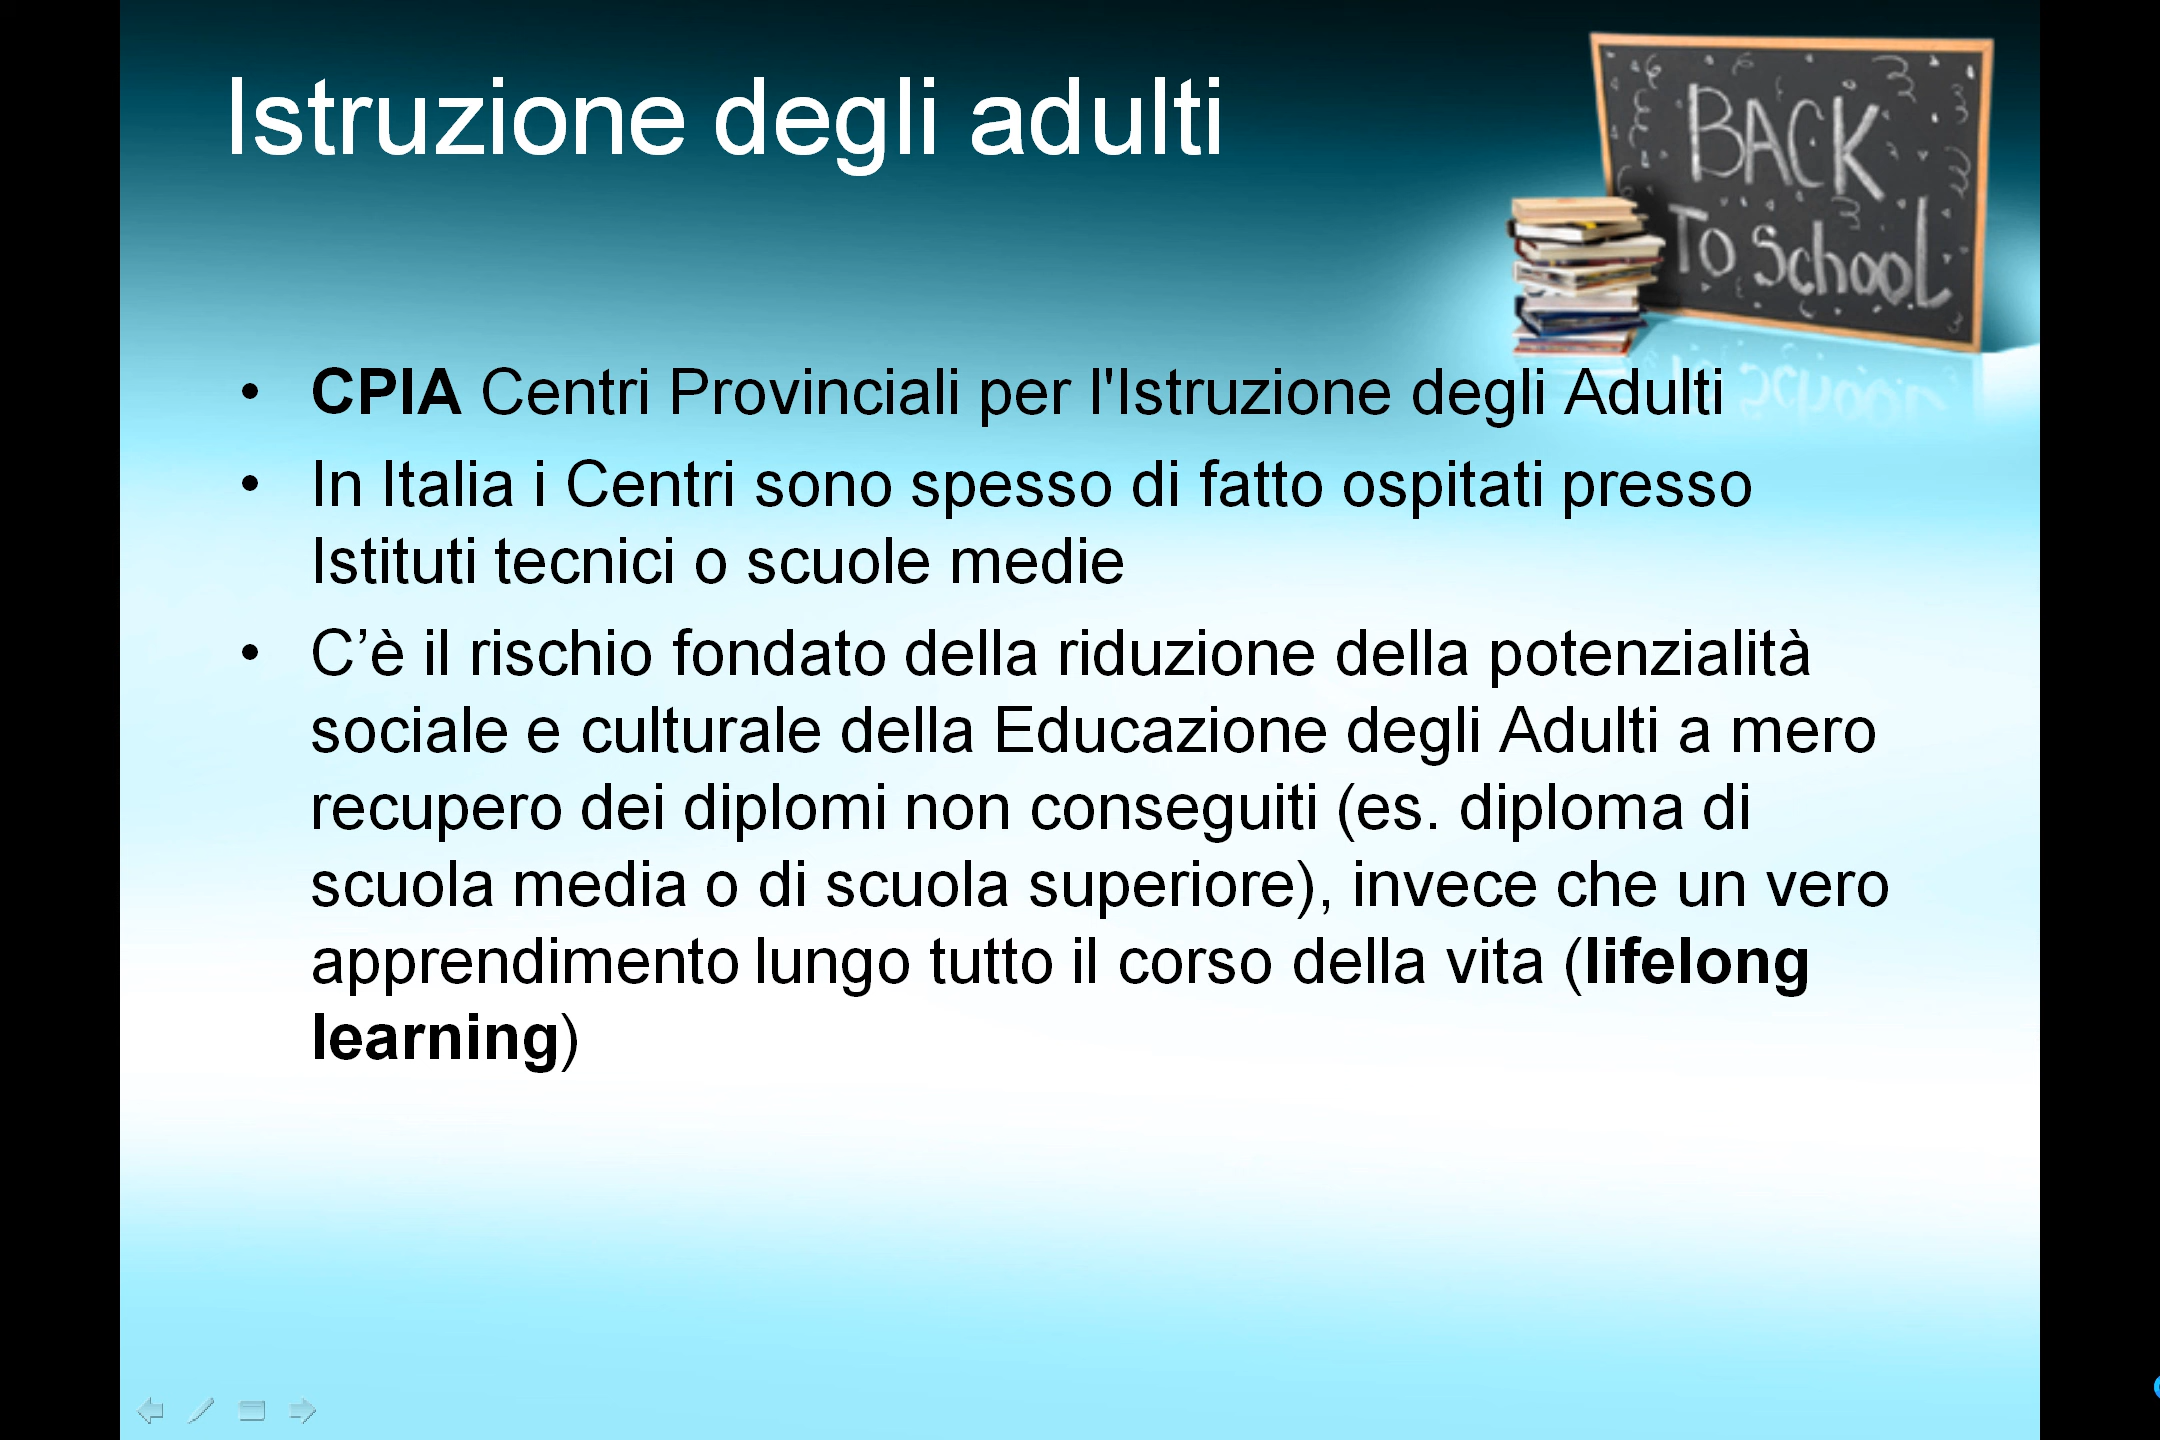 Istruzione degli adulti
BACK
To SchooL
• CPIA Centri Provinciali per l'Istruzione degli Adulti
• In Italia i Centri sono spesso di fatto ospitati presso
Istituti tecnici o scuole medie
• C’è il rischio fondato della riduzione della potenzialità
sociale e culturale della Educazione degli Adulti a mero
recupero dei diplomi non conseguiti (es. diploma di
scuola media o di scuola superiore), invece che un vero
apprendimento lungo tutto il corso della vita (lifelong
learning)